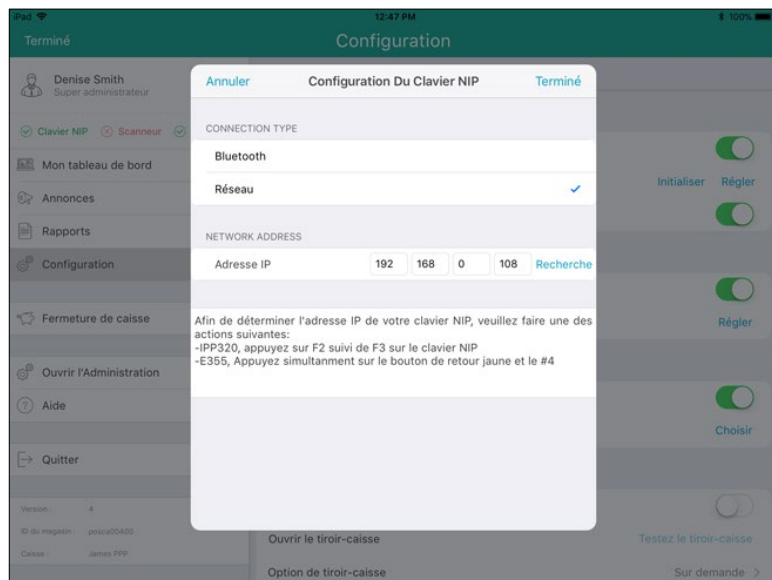 iPad 12:47 PM 100%
Terminé Configuration
Denise Smith
Super administrateur
Clavier NIP Scanneur
Mon tableau de bord
Annonces
Rapports
Configuration
Fermeture de caisse
Ouvrir l'Administration
Aide
Quitter
Version : 4
ID du magasin : posca00400
Caisse : James PPP
Annuler Configuration Du Clavier NIP Terminé
CONNECTION TYPE
Bluetooth
Réseau
NETWORK ADDRESS
Adresse IP 192 168 0 108 Recherche
Afin de déterminer l'adresse IP de votre clavier NIP, veuillez faire une des
actions suivantes:
-IPP320, appuyez sur F2 suivi de F3 sur le clavier NIP
-E355, Appuyez simultanment sur le bouton de retour jaune et le #4
Initialiser Régler
Régler
Choisir
Ouvrir le tiroir-caisse Testez le tiroir-caisse
Option de tiroir-caisse Sur demande >